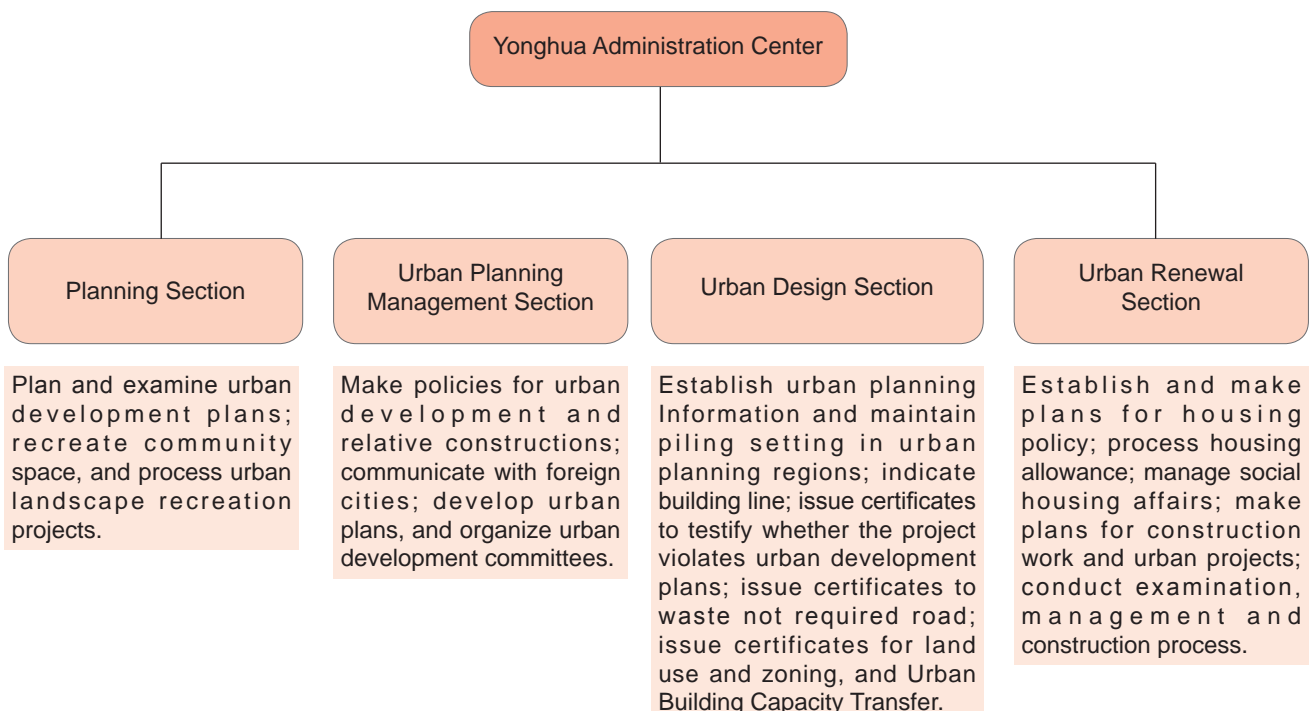 Yonghua Administration Center
Planning Section
Urban Planning
Management Section
Urban Design Section
Urban Renewal
Section
Plan and examine urban
development plans;
recreate community
space, and process urban
landscape recreation
projects.
Make policies for urban
development and
relative constructions;
communicate with foreign
cities; develop urban
plans, and organize urban
development committees.
Establish urban planning
Information and maintain
piling setting in urban
planning regions; indicate
building line; issue certificates
to testify whether the project
violates urban development
plans; issue certificates to
waste not required road;
issue certificates for land
use and zoning, and Urban
Building Capacity Transfer.
Establish and make
plans for housing
policy; process housing
allowance; manage social
housing affairs; make
plans for construction
work and urban projects;
conduct examination,
management and
construction process.